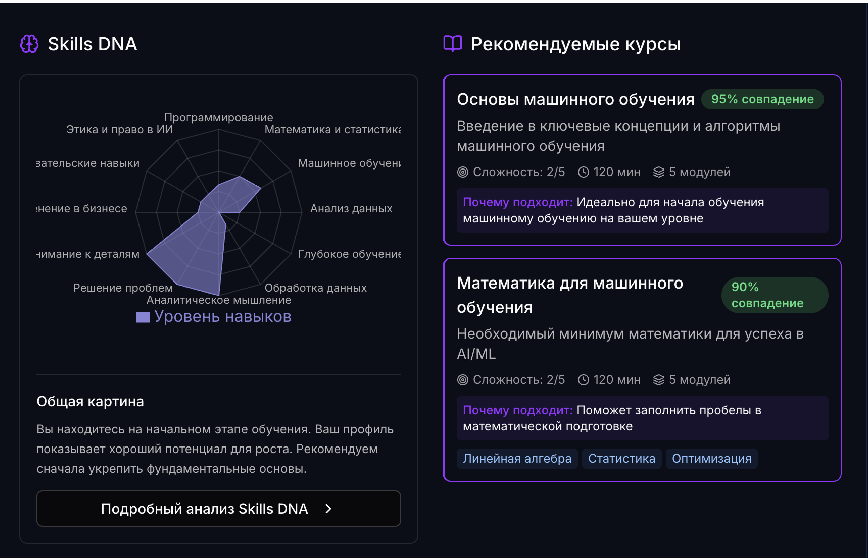 Skills DNA
Программирование
Этика и право в ИИ
Математика и статистика
Машинное
навыки
Анализ данных
в бизнесе
Глубокое обучение
к деталям
Решение проблем
Обработка данных
Аналитическое мышление
Уровень навыков
Общая картина
Вы находитесь на начальном этапе обучения. Ваш профиль
показывает хороший потенциал для роста. Рекомендуем
сначала укрепить фундаментальные основы.
Подробный анализ Skills DNA
Рекомендуемые курсы
Основы машинного обучения
95% совпадение
Введение в ключевые концепции и алгоритмы
машинного обучения
Сложность: 2/5 120 мин 5 модулей
Почему подходит: Идеально для начала обучения
машинному обучению на вашем уровне
Математика для машинного
обучения
90%
совпадение
Необходимый минимум математики для успеха в
AI/ML
Сложность: 2/5 120 мин 5 модулей
Почему подходит: Поможет заполнить пробелы в
математической подготовке
Линейная алгебра Статистика Оптимизация